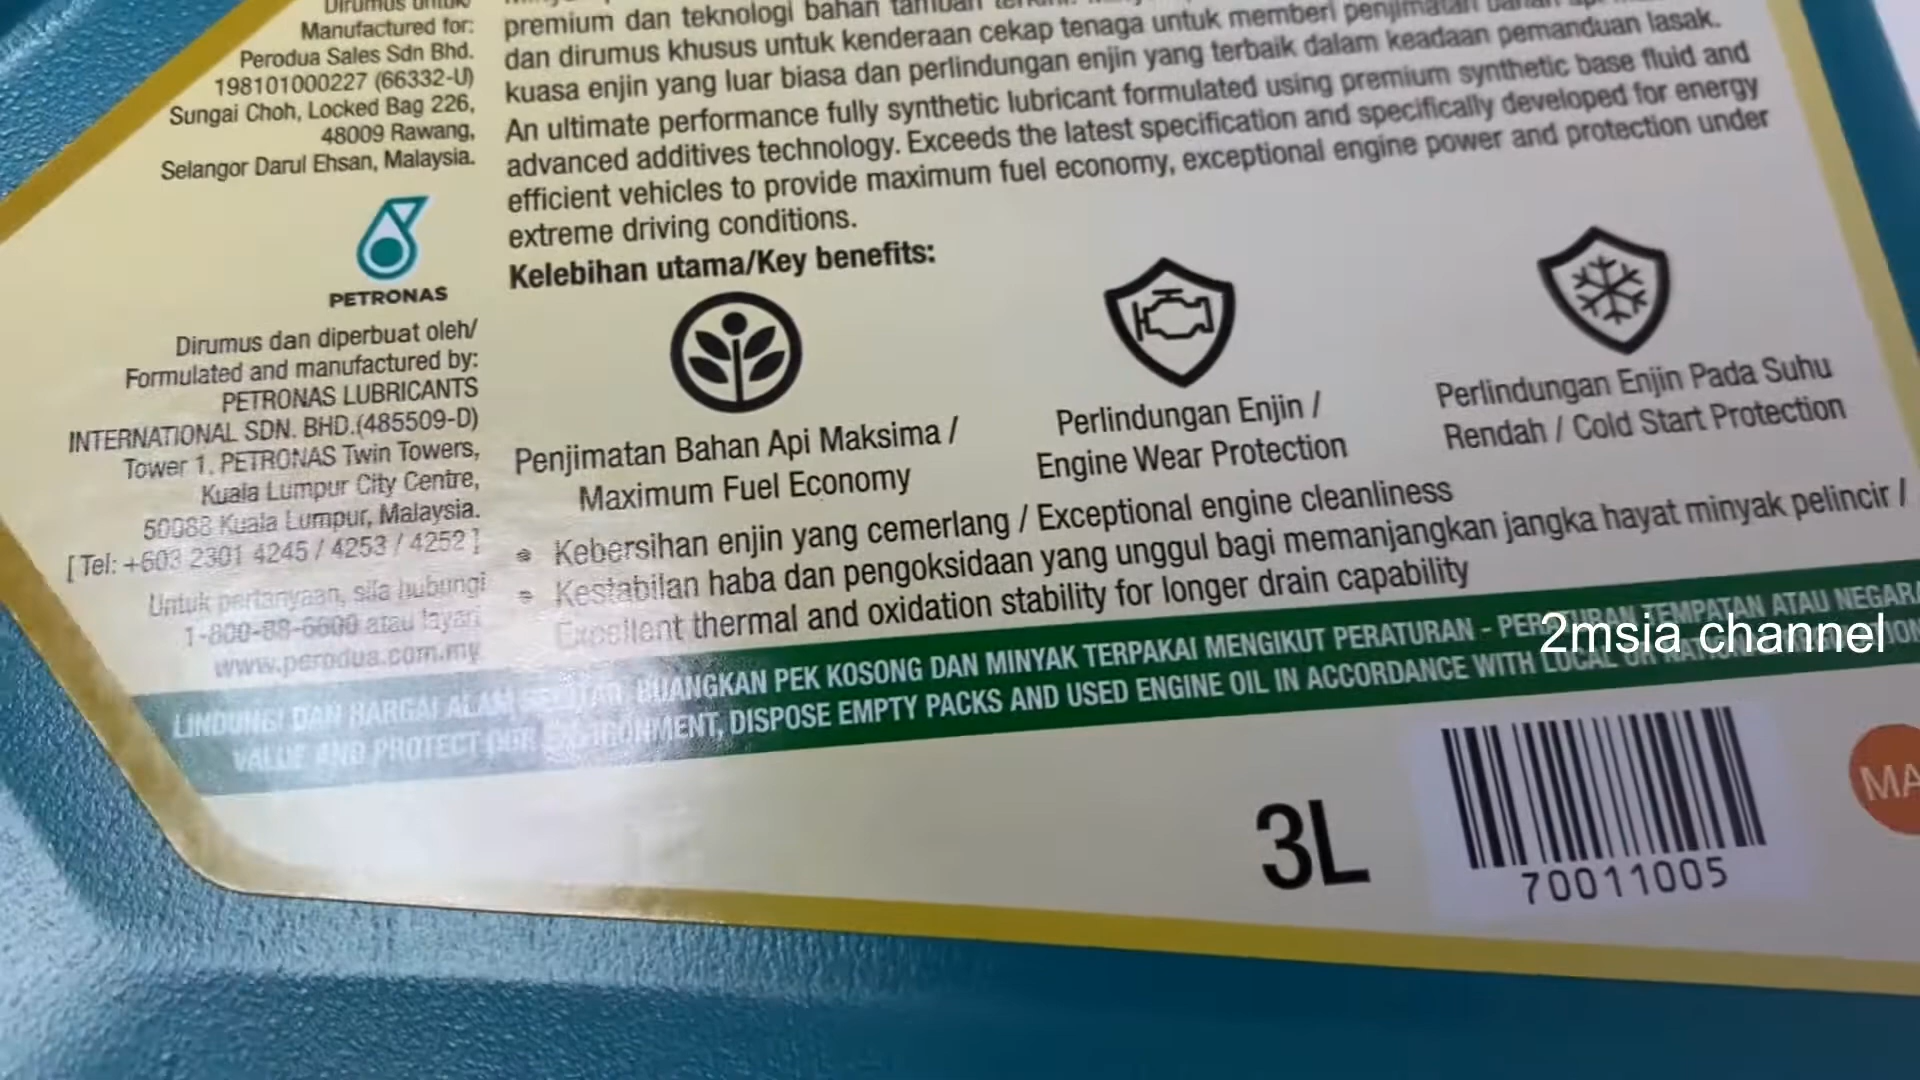 Dirumus untuk
Manufactured for:
Perodua Sales Sdn Bhd.
198101000227 (66332-U)
Sungai Choh, Locked Bag 226,
48009 Rawang,
Selangor Darul Ehsan, Malaysia.
PETRONAS
Dirumus dan diperbuat oleh/
Formulated and manufactured by:
PETRONAS LUBRICANTS
INTERNATIONAL SDN. BHD.(485509-D)
Tower 1, PETRONAS Twin Towers,
Kuala Lumpur City Centre,
50088 Kuala Lumpur, Malaysia.
[ Tel: +603 2301 4245 / 4253 / 4252 ]
Untuk pertanyaan, sila hubungi
1-800-88-6600 atau layari
www.perodua.com.my
premium dan teknologi bahan tambah
dan dirumus khusus untuk kenderaan cekap tenaga untuk memberi penjimatan bahan api
kuasa enjin yang luar biasa dan perlindungan enjin yang terbaik dalam keadaan pemanduan lasak.
An ultimate performance fully synthetic lubricant formulated using premium synthetic base fluid and
advanced additives technology. Exceeds the latest specification and specifically developed for energy
efficient vehicles to provide maximum fuel economy, exceptional engine power and protection under
extreme driving conditions.
Kelebihan utama/Key benefits:
Penjimatan Bahan Api Maksima /
Maximum Fuel Economy
Perlindungan Enjin /
Engine Wear Protection
Perlindungan Enjin Pada Suhu
Rendah / Cold Start Protection
Kebersihan enjin yang cemerlang / Exceptional engine cleanliness
Kestabilan haba dan pengoksidaan yang unggul bagi memanjangkan jangka hayat minyak pelincir /
Excellent thermal and oxidation stability for longer drain capability
LINDUNGI DAN HARGAI ALAM SEKITAR, BUANGKAN PEK KOSONG DAN MINYAK TERPAKAI MENGIKUT PERATURAN - PERATURAN TEMPATAN ATAU NEGARA
VALUE AND PROTECT OUR ENVIRONMENT, DISPOSE EMPTY PACKS AND USED ENGINE OIL IN ACCORDANCE WITH LOCAL OR
2msia channel
3L
70011005
MA